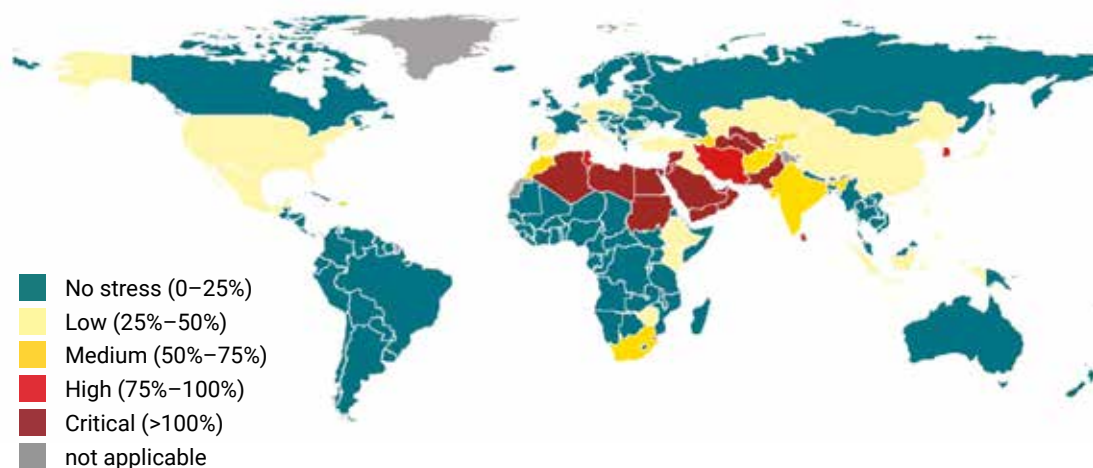 No stress (0–25%)
Low (25%–50%)
Medium (50%–75%)
High (75%–100%)
Critical (>100%)
not applicable